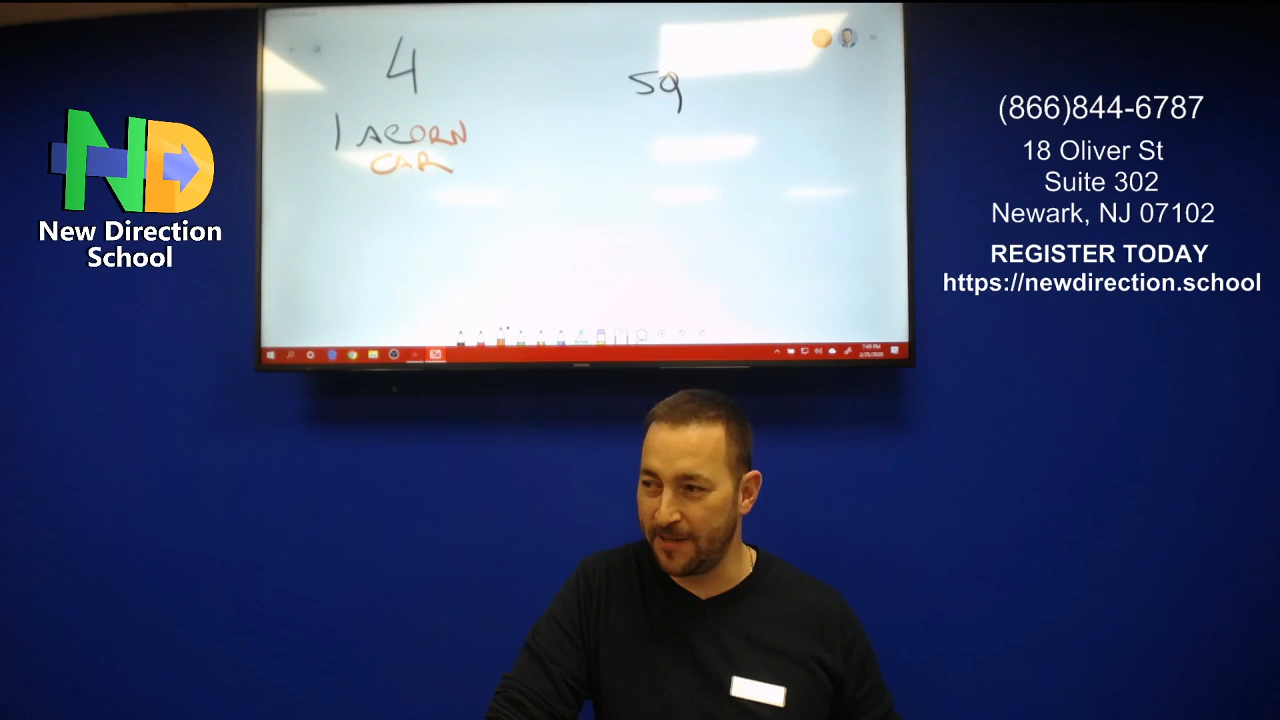 4
59
1 ACORN
CAR
New Direction
School
(866)844-6787
18 Oliver St
Suite 302
Newark, NJ 07102
REGISTER TODAY
https://newdirection.school